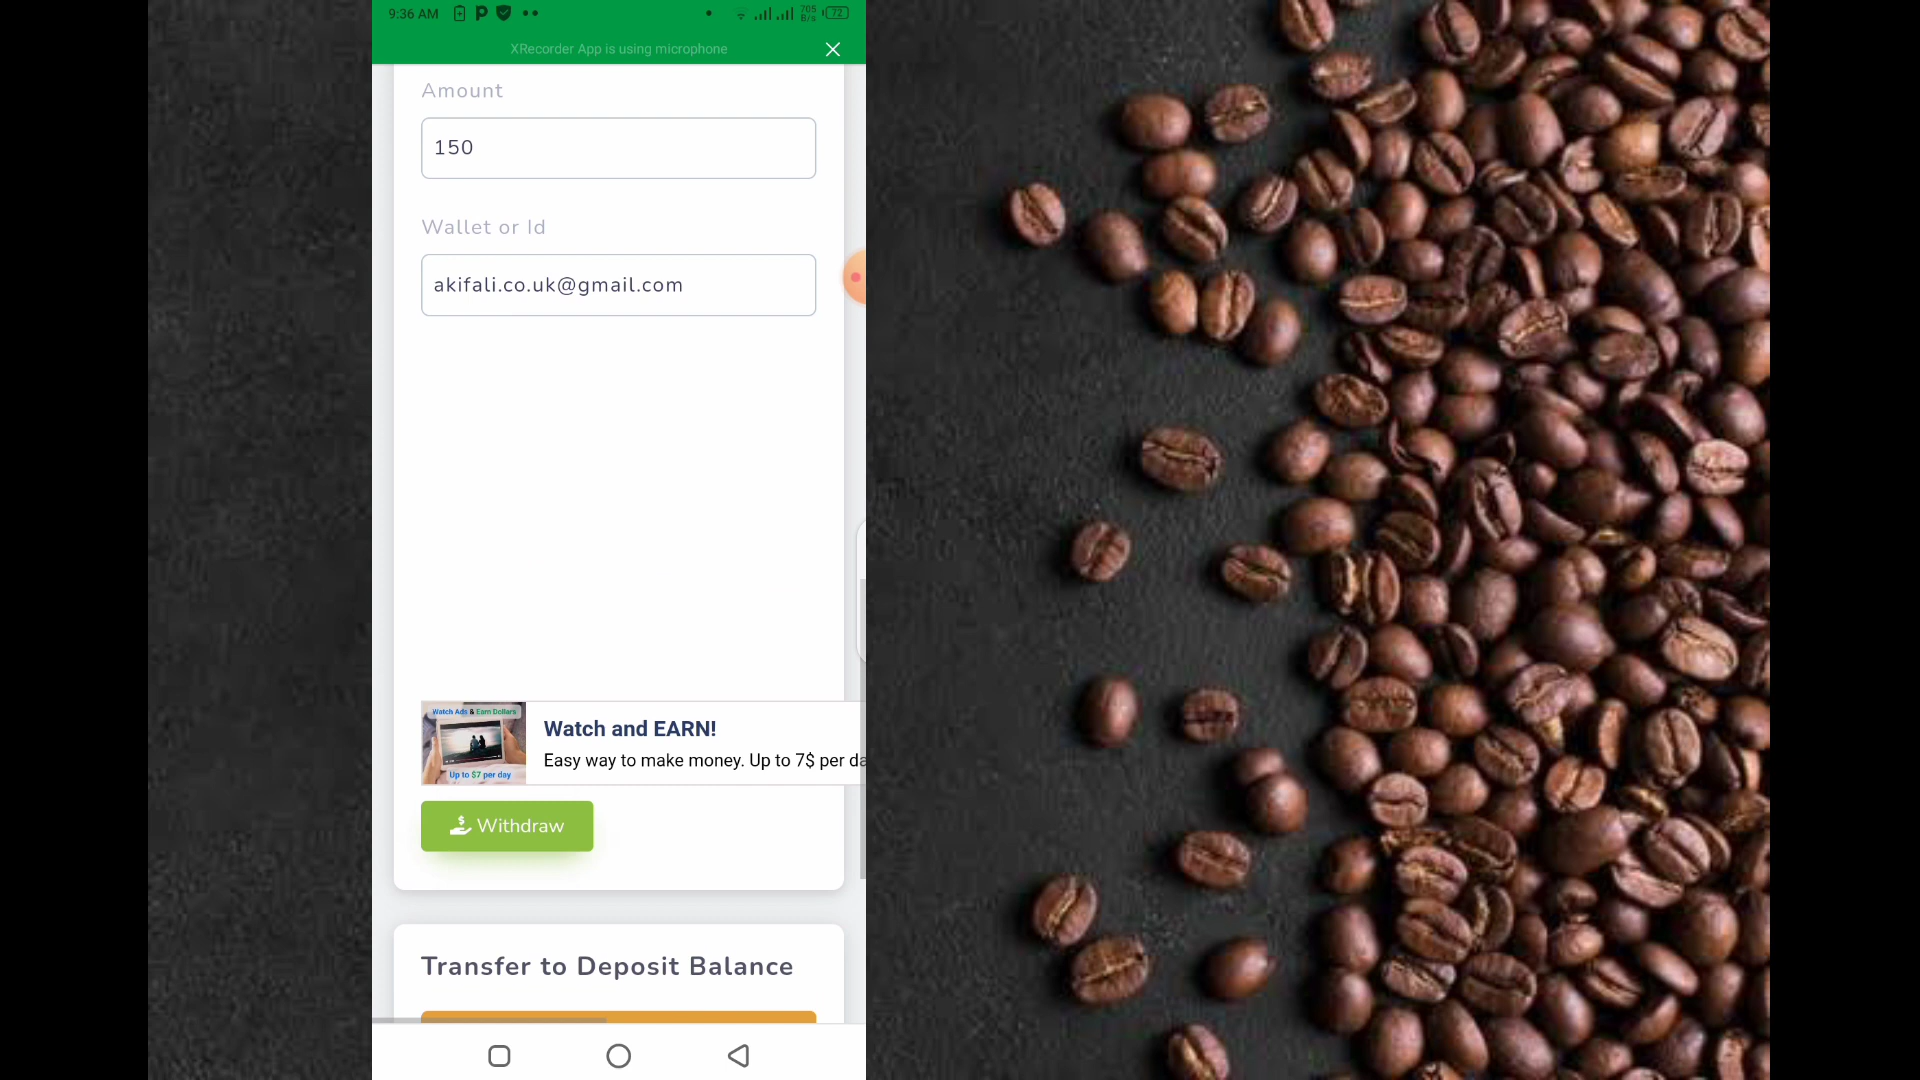 9:36 AM
705
B/s
72
XRecorder App is using microphone
Amount
150
Wallet or Id
akifali.co.uk@gmail.com
Watch Ads & Earn Dollars
Up to $7 per day
Watch and EARN!
Easy way to make money. Up to 7$ per da
Withdraw
Transfer to Deposit Balance